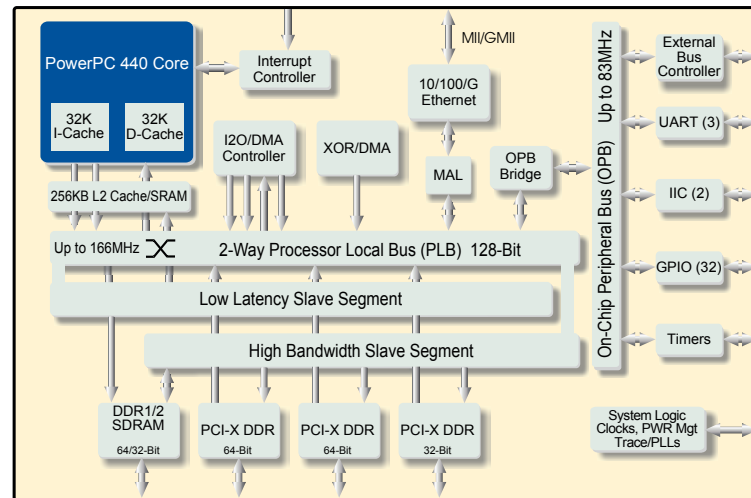 MII/GMII
PowerPC 440 Core
32K
I-Cache
32K
D-Cache
Interrupt
Controller
10/100/G
Ethernet
External
Bus
Controller
256KB L2 Cache/SRAM
I2O/DMA
Controller
XOR/DMA
MAL
OPB
Bridge
On-Chip Peripheral Bus (OPB) Up to 83MHz
UART (3)
IIC (2)
GPIO (32)
Timers
Up to 166MHz
2-Way Processor Local Bus (PLB) 128-Bit
Low Latency Slave Segment
High Bandwidth Slave Segment
DDR1/2
SDRAM
64/32-Bit
PCI-X DDR
64-Bit
PCI-X DDR
64-Bit
PCI-X DDR
32-Bit
System Logic
Clocks, PWR Mgt
Trace/PLLs